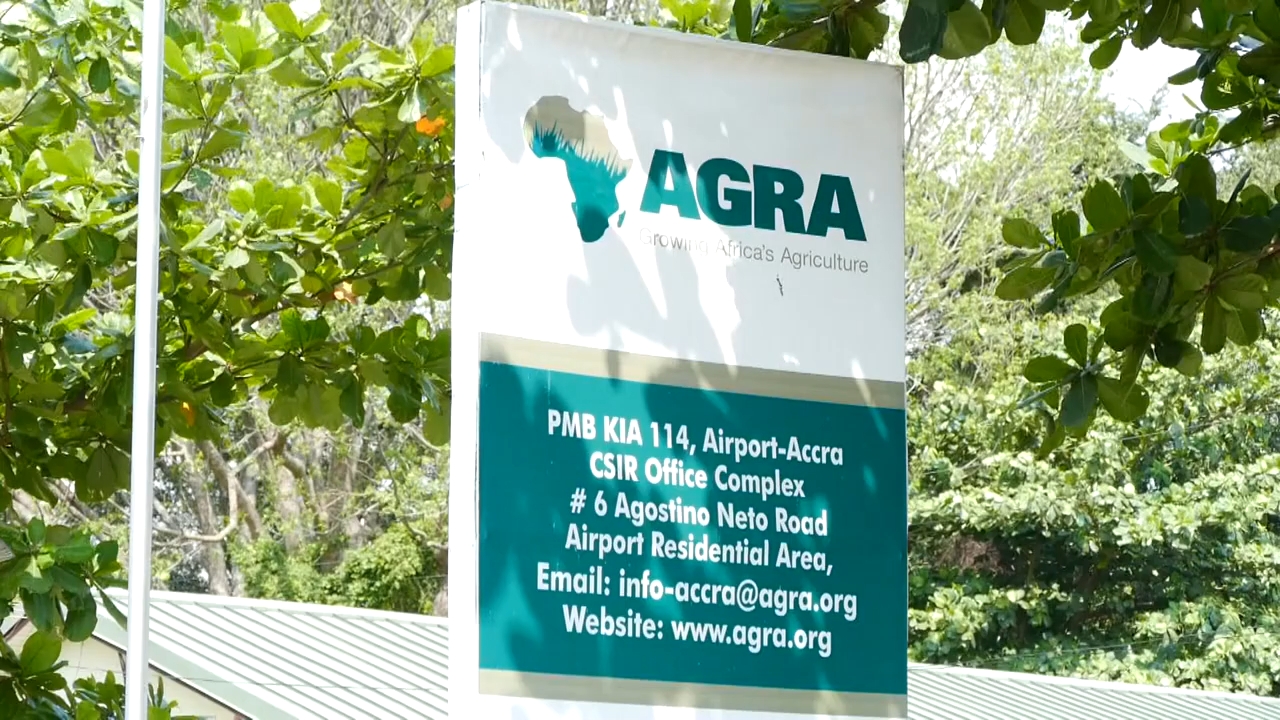 AGRA
Growing Africa's Agriculture
PMB KIA 114, Airport-Accra
CSIR Office Complex
# 6 Agostino Neto Road
Airport Residential Area,
Email: info-accra@agra.org
Website: www.agra.org